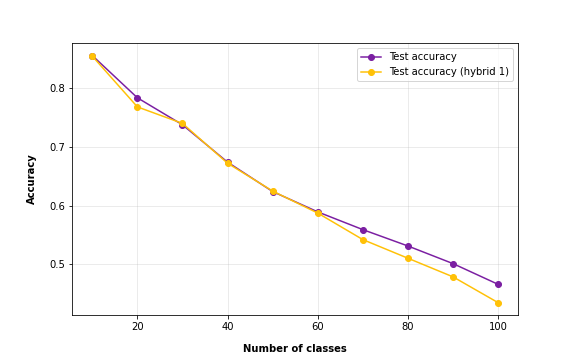 Test accuracy
Test accuracy (hybrid 1)
0.8
0.7
0.6
0.5
Accuracy
20 40 60 80 100
Number of classes